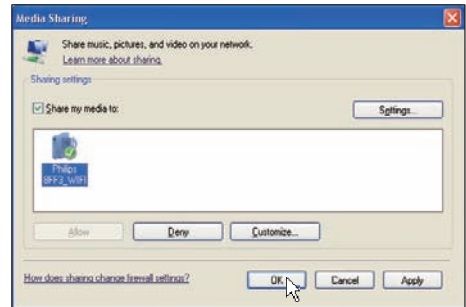 Media Sharing
Share music, pictures, and video on your network.
Learn more about sharing.
Sharing settings
Share my media to:
Settings...
Philips
8FF3_WIFI
Allow
Deny
Customize...
How does sharing change firewall settings?
OK
Cancel
Apply